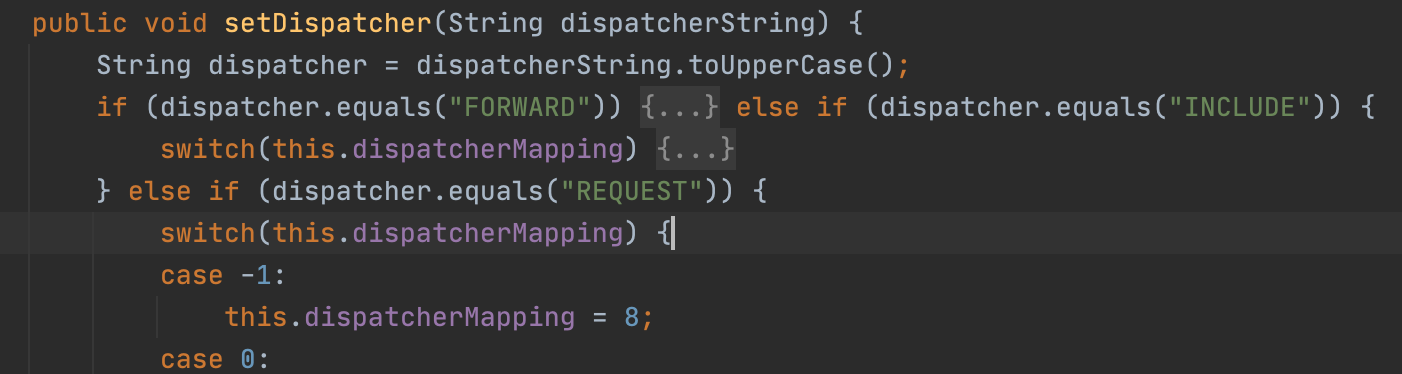 public void setDispatcher(String dispatcherString) {
    String dispatcher = dispatcherString.toUpperCase();
    if (dispatcher.equals("FORWARD")) {...} else if (dispatcher.equals("INCLUDE")) {
        switch(this.dispatcherMapping) {...}
    } else if (dispatcher.equals("REQUEST")) {
        switch(this.dispatcherMapping) {
        case -1:
            this.dispatcherMapping = 8;
        case 0: